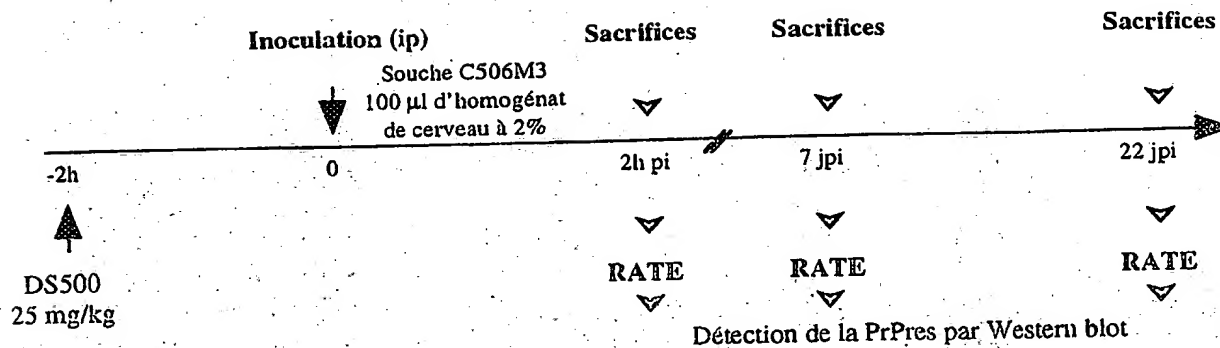 Inoculation (ip)
Souche C506M3
100 µl d'homogénat
de cerveau à 2%
Sacrifices
Sacrifices
Sacrifices
-2h
0
2h pi
7 jpi
22 jpi
DS500
25 mg/kg
RATE
RATE
RATE
Détection de la PrPres par Western blot